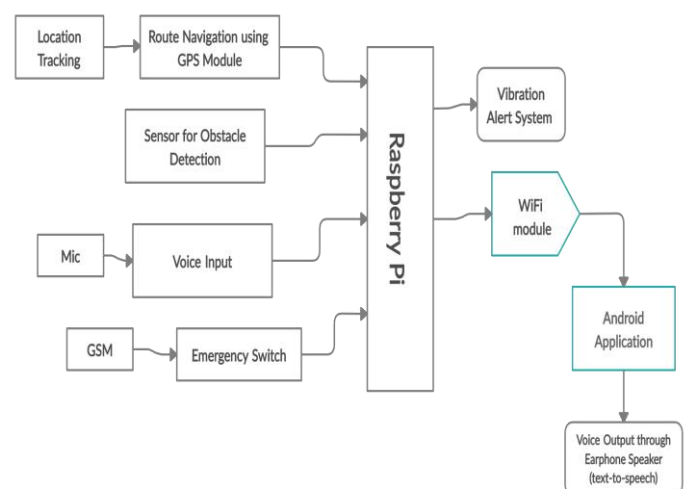 Location
Tracking
Route Navigation using
GPS Module
Sensor for Obstacle
Detection
Mic
Voice Input
GSM
Emergency Switch
Raspberry Pi
Vibration
Alert System
WiFi
module
Android
Application
Voice Output through
Earphone Speaker
(text-to-speech)